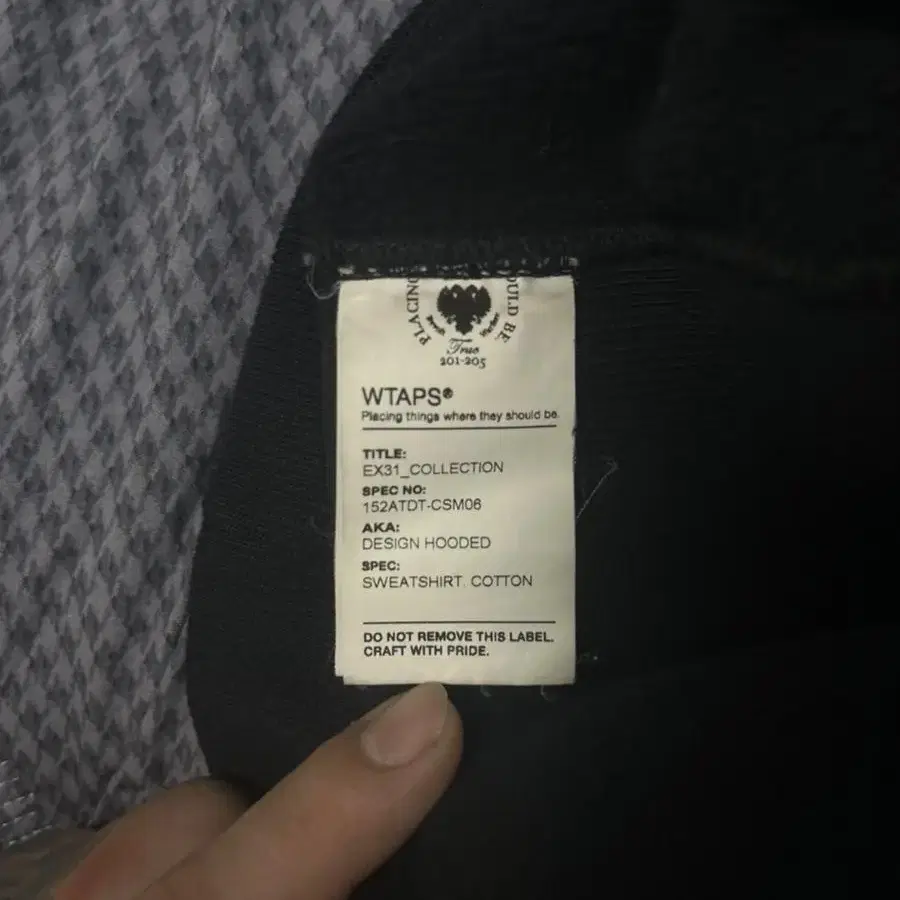 PLACING OULD BE
True
201-205
WTAPS®
Placing things where they should be.
TITLE:
EX31_COLLECTION
SPEC NO:
152ATDT-CSM06
AKA:
DESIGN HOODED
SPEC:
SWEATSHIRT. COTTON
DO NOT REMOVE THIS LABEL.
CRAFT WITH PRIDE.